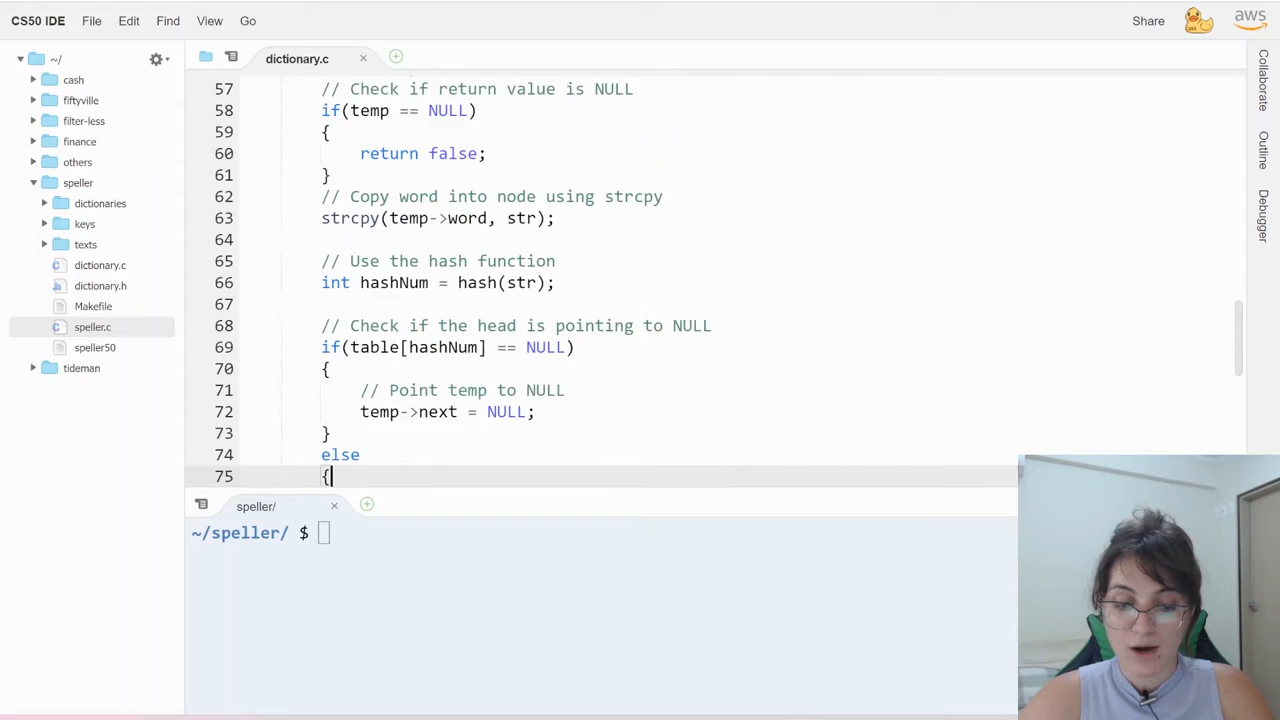 CS50 IDE File Edit Find View Go Share aws
~/
cash
fiftyville
filter-less
finance
others
speller
dictionaries
keys
texts
dictionary.c
dictionary.h
Makefile
speller.c
speller50
tideman
dictionary.c
57 // Check if return value is NULL
58 if(temp == NULL)
59 {
60 return false;
61 }
62 // Copy word into node using strcpy
63 strcpy(temp->word, str);
64
65 // Use the hash function
66 int hashNum = hash(str);
67
68 // Check if the head is pointing to NULL
69 if(table[hashNum] == NULL)
70 {
71 // Point temp to NULL
72 temp->next = NULL;
73 }
74 else
75 {
speller/
~/speller/ $
Collaborate
Outline
Debugger